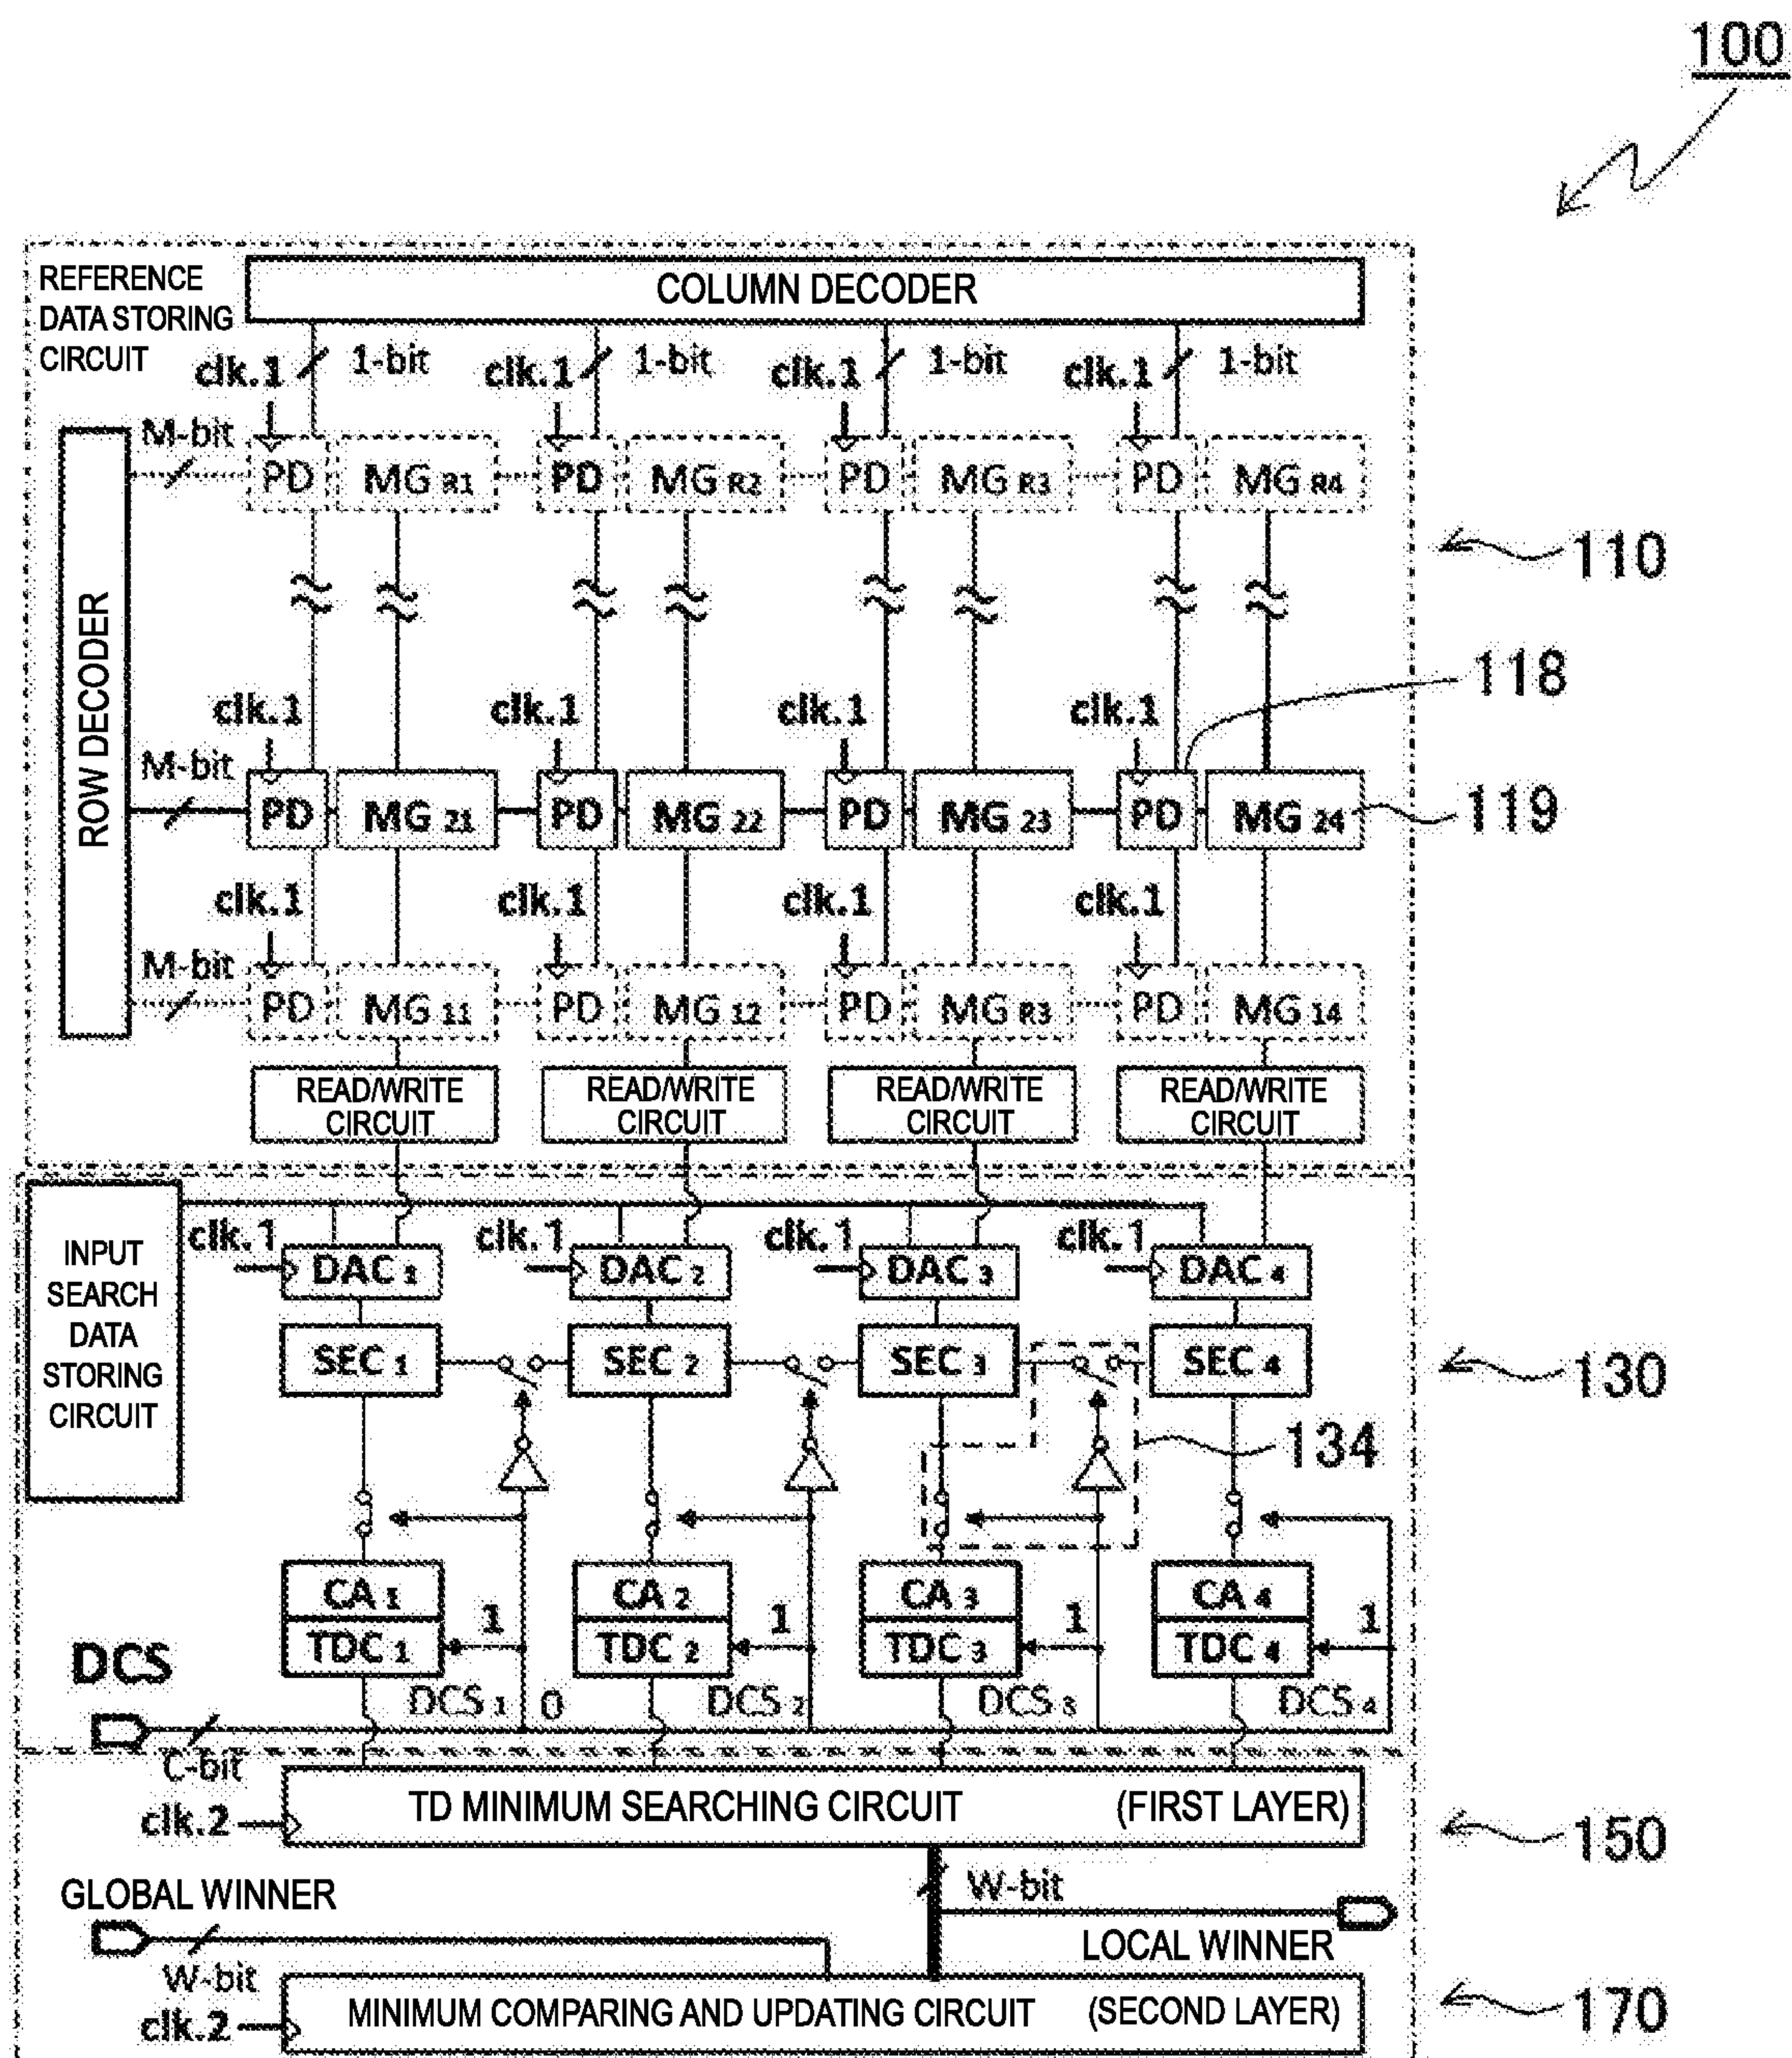 100
REFERENCE
DATA STORING
CIRCUIT
COLUMN DECODER
clk.1 1-bit clk.1 1-bit clk.1 1-bit clk.1 1-bit
M-bit
PD MG R1 PD MG R2 PD MG R3 PD MG R4
110
ROW DECODER
118
clk.1 clk.1 clk.1 clk.1
M-bit
PD MG 21 PD MG 22 PD MG 23 PD MG 24
119
clk.1 clk.1 clk.1 clk.1
M-bit
PD MG 11 PD MG 12 PD MG R3 PD MG 14
READ/WRITE READ/WRITE READ/WRITE READ/WRITE
CIRCUIT CIRCUIT CIRCUIT CIRCUIT
INPUT
SEARCH
DATA
STORING
CIRCUIT
clk.1 clk.1 clk.1 clk.1
DAC 1 DAC 2 DAC 3 DAC 4
SEC 1 SEC 2 SEC 3 SEC 4
130
134
CA 1 CA 2 CA 3 CA 4
1 1 1 1
TDC 1 TDC 2 TDC 3 TDC 4
DCS
DCS 1 0 DCS 2 DCS 3 DCS 4
C-bit
clk.2
TD MINIMUM SEARCHING CIRCUIT (FIRST LAYER)
150
W-bit
GLOBAL WINNER
LOCAL WINNER
W-bit
clk.2
MINIMUM COMPARING AND UPDATING CIRCUIT (SECOND LAYER)
170